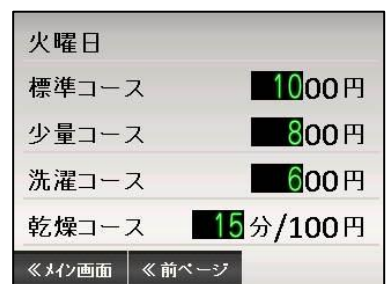 火曜日
標準コース 1000円
少量コース 800円
洗濯コース 600円
乾燥コース 15分/100円
≪メイン画面 ≪前ページ